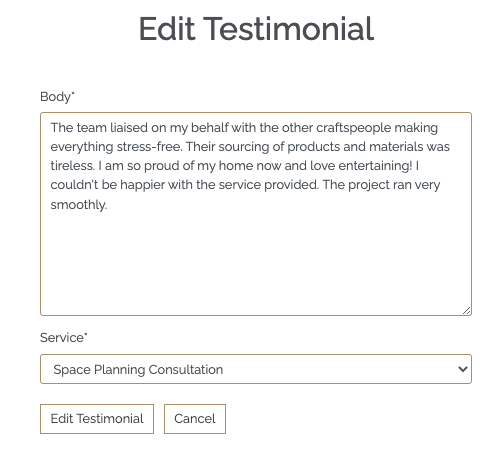 Edit Testimonial
Body*
The team liaised on my behalf with the other craftspeople making
everything stress-free. Their sourcing of products and materials was
tireless. I am so proud of my home now and love entertaining! I
couldn't be happier with the service provided. The project ran very
smoothly.
Service*
Space Planning Consultation
Edit Testimonial
Cancel